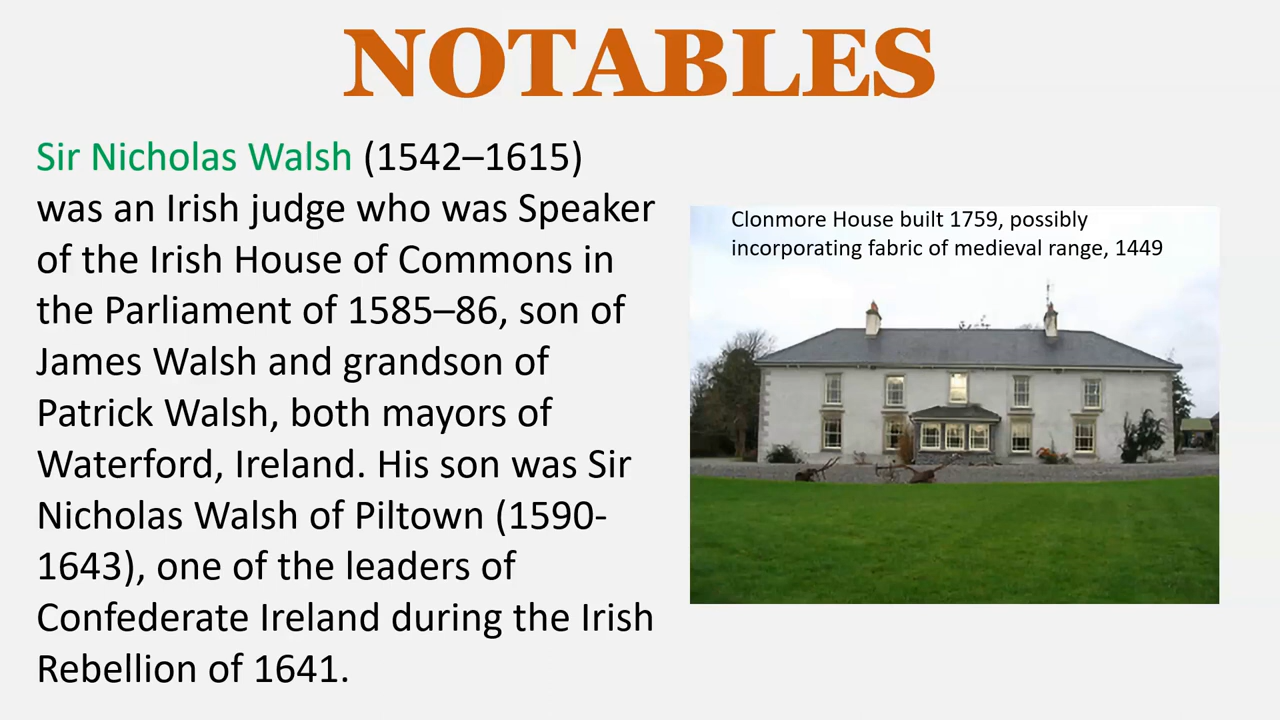 NOTABLES
Sir Nicholas Walsh (1542–1615)
was an Irish judge who was Speaker
of the Irish House of Commons in
the Parliament of 1585–86, son of
James Walsh and grandson of
Patrick Walsh, both mayors of
Waterford, Ireland. His son was Sir
Nicholas Walsh of Piltown (1590-
1643), one of the leaders of
Confederate Ireland during the Irish
Rebellion of 1641.
Clonmore House built 1759, possibly
incorporating fabric of medieval range, 1449